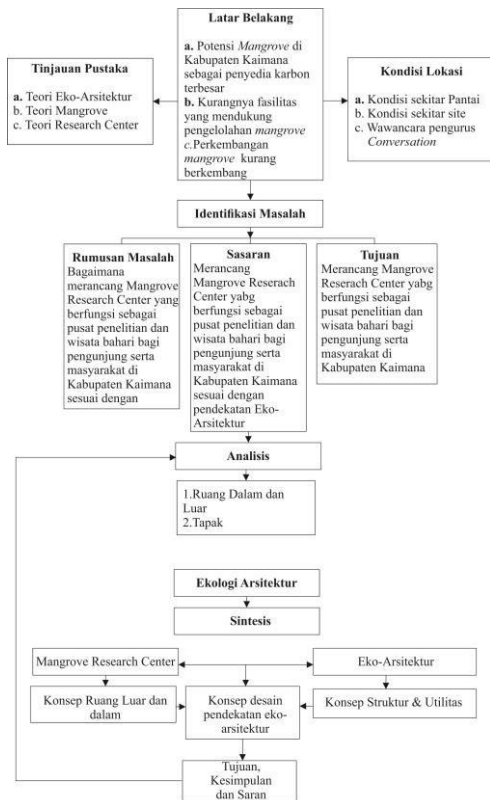 Latar Belakang
a. Potensi Mangrove di
Kabupaten Kaimana
sebagai penyedia karbon
terbesar
b. Kurangnya fasilitas
yang mendukung
pengelolahan mangrove
c.Perkembangan
mangrove kurang
berkembang
Tinjauan Pustaka
a. Teori Eko-Arsitektur
b. Teori Mangrove
c. Teori Research Center
Kondisi Lokasi
a. Kondisi sekitar Pantai
b. Kondisi sekitar site
c. Wawancara pengurus
Conversation
Identifikasi Masalah
Rumusan Masalah
Bagaimana
merancang Mangrove
Research Center yang
berfungsi sebagai
pusat penelitian dan
wisata bahari bagi
pengunjung serta
masyarakat di
Kabupaten Kaimana
sesuai dengan
Sasaran
Merancang
Mangrove Reserach
Center yabg
berfungsi sebagai
pusat penelitian dan
wisata bahari bagi
pengunjung serta
masyarakat di
Kabupaten Kaimana
sesuai dengan
pendekatan Eko-
Arsitektur
Tujuan
Merancang Mangrove
Reserach Center yabg
berfungsi sebagai
pusat penelitian dan
wisata bahari bagi
pengunjung serta
masyarakat di
Kabupaten Kaimana
Analisis
1.Ruang Dalam dan
Luar
2.Tapak
Ekologi Arsitektur
Sintesis
Mangrove Research Center
Eko-Arsitektur
Konsep Ruang Luar dan
dalam
Konsep desain
pendekatan eko-
arsitektur
Konsep Struktur & Utilitas
Tujuan,
Kesimpulan
dan Saran